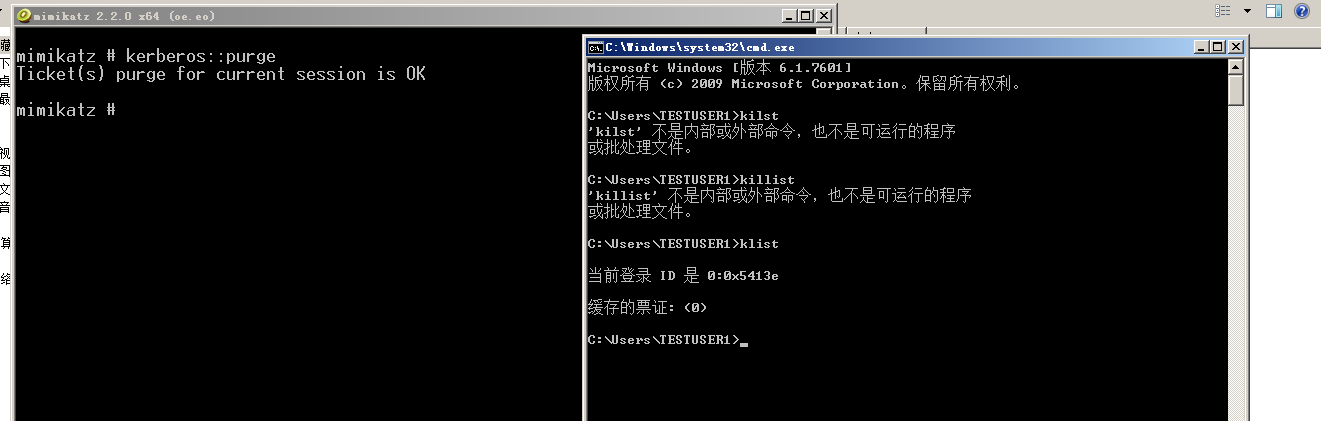 mimikatz 2.2.0 x64 (oe.eo)
mimikatz # kerberos::purge
Ticket(s) purge for current session is OK
mimikatz #
藏
下
桌
最
视
图
文
音
算
络
C:\Windows\system32\cmd.exe
Microsoft Windows [版本 6.1.7601]
版权所有 (c) 2009 Microsoft Corporation。保留所有权利。
C:\Users\TESTUSER1>kilst
'kilst' 不是内部或外部命令，也不是可运行的程序
或批处理文件。
C:\Users\TESTUSER1>killist
'killist' 不是内部或外部命令，也不是可运行的程序
或批处理文件。
C:\Users\TESTUSER1>klist
当前登录 ID 是 0:0x5413e
缓存的票证: (0)
C:\Users\TESTUSER1>